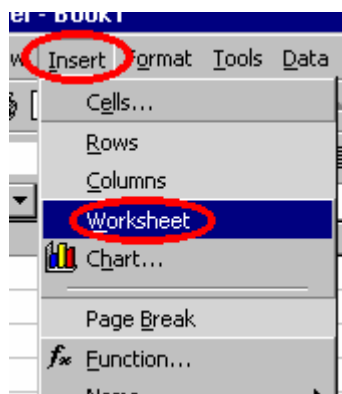 er - Book1
Insert Format Tools Data
Cells...
Rows
Columns
Worksheet
Chart...
Page Break
Function...